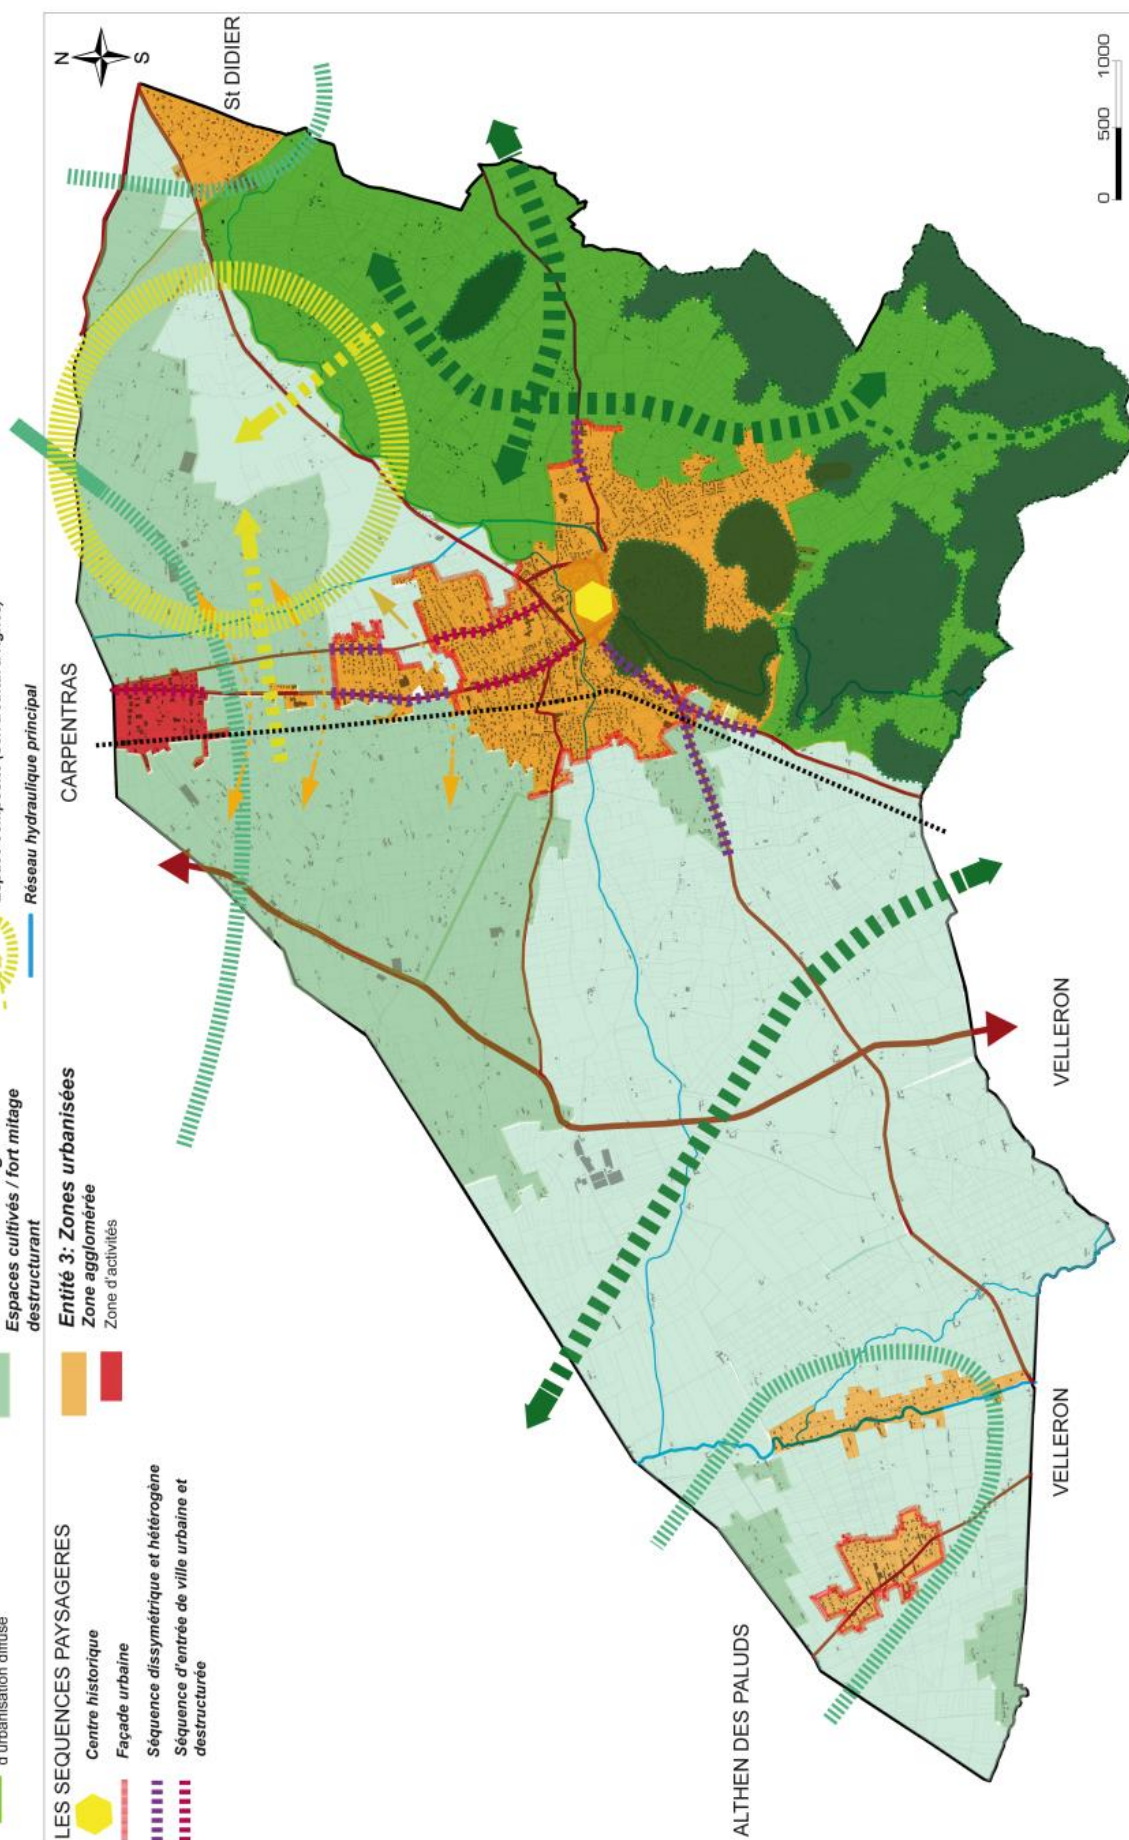 d'urbanisation diffuse
Espaces cultivés / fort mitage
destructurant
Réseau hydraulique principal
LES SEQUENCES PAYSAGERES
Centre historique
Façade urbaine
Séquence dissymétrique et hétérogène
Séquence d'entrée de ville urbaine et
destructurée
Entité 3: Zones urbanisées
Zone agglomérée
Zone d'activités
N
S
St DIDIER
CARPENTRAS
VELLERON
VELLERON
ALTHEN DES PALUDS
0 500 1000